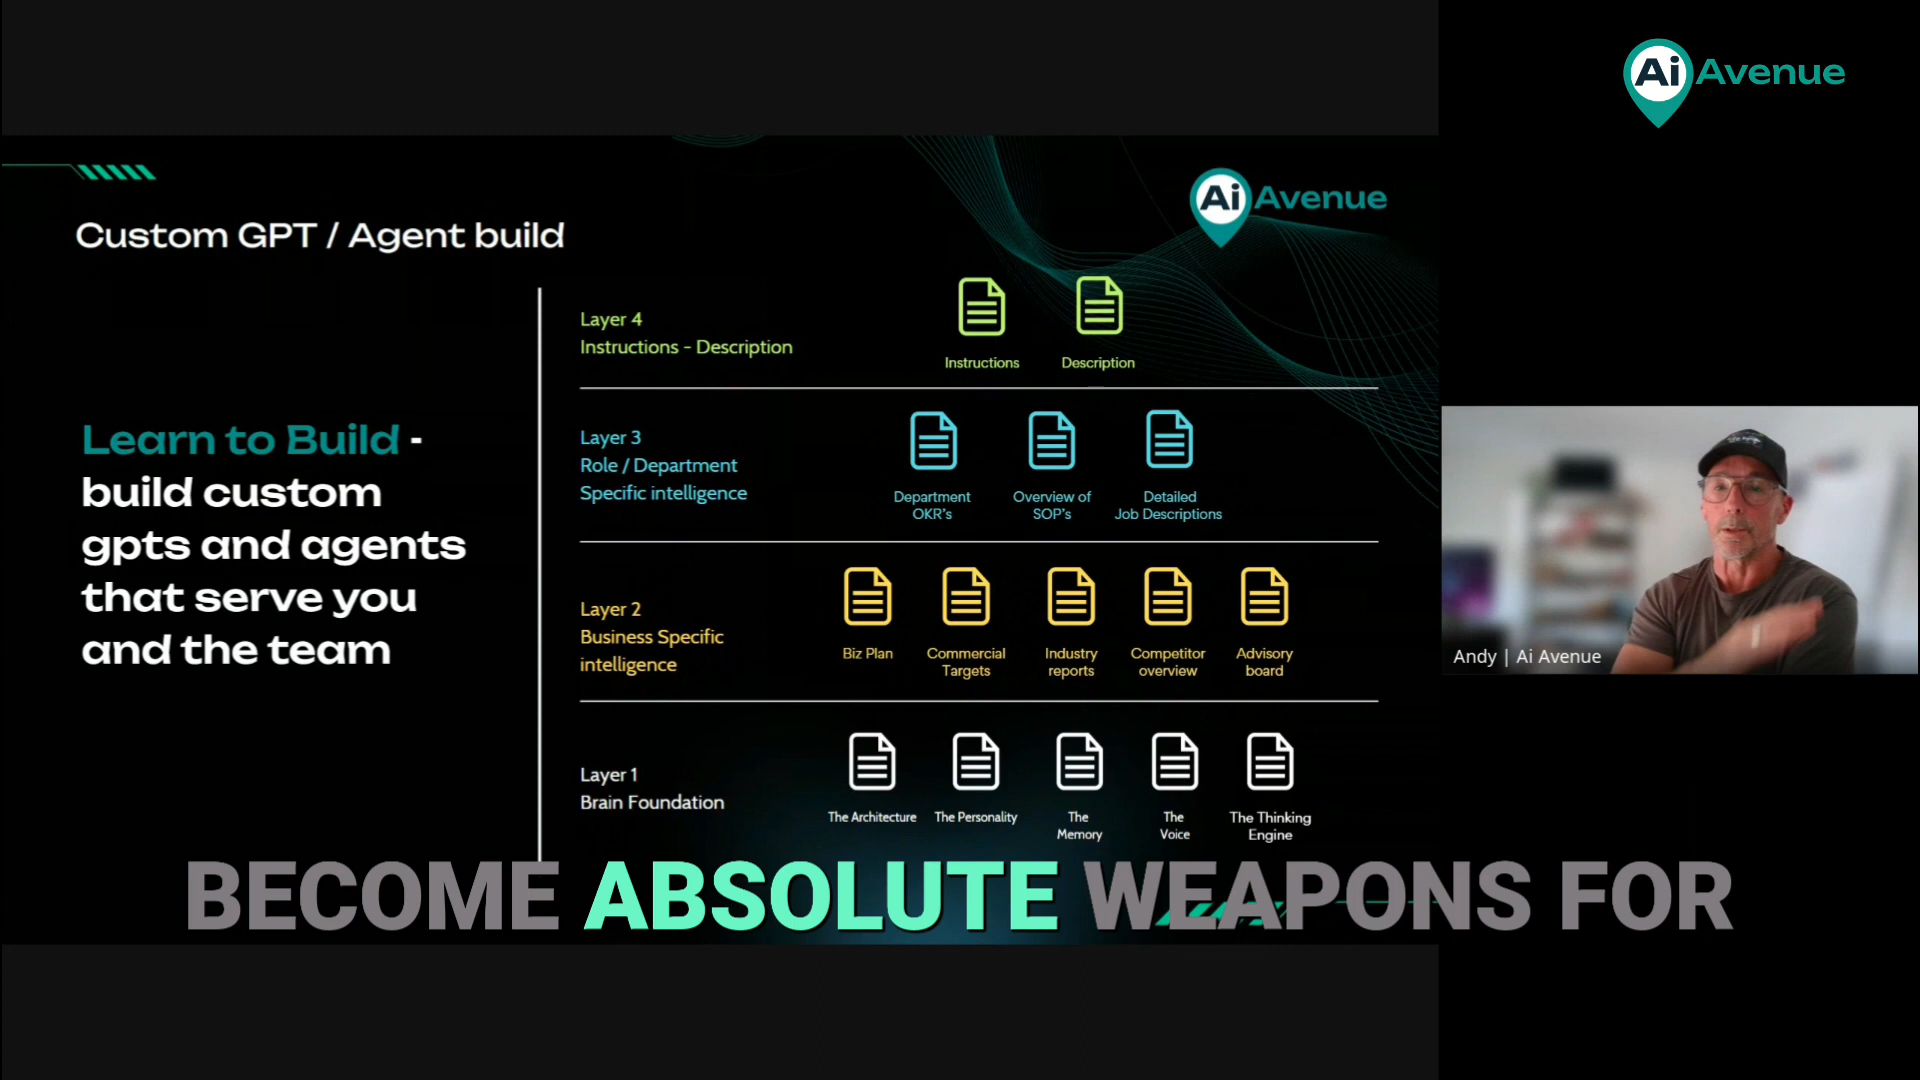 Ai Avenue
Ai Avenue
Custom GPT / Agent build
Learn to Build -
build custom
gpts and agents
that serve you
and the team
Layer 4
Instructions - Description
Instructions
Description
Layer 3
Role / Department
Specific intelligence
Department
OKR's
Overview of
SOP's
Detailed
Job Descriptions
Layer 2
Business Specific
intelligence
Biz Plan
Commercial
Targets
Industry
reports
Competitor
overview
Advisory
board
Layer 1
Brain Foundation
The Architecture
The Personality
The
Memory
The
Voice
The Thinking
Engine
Andy | Ai Avenue
BECOME ABSOLUTE WEAPONS FOR